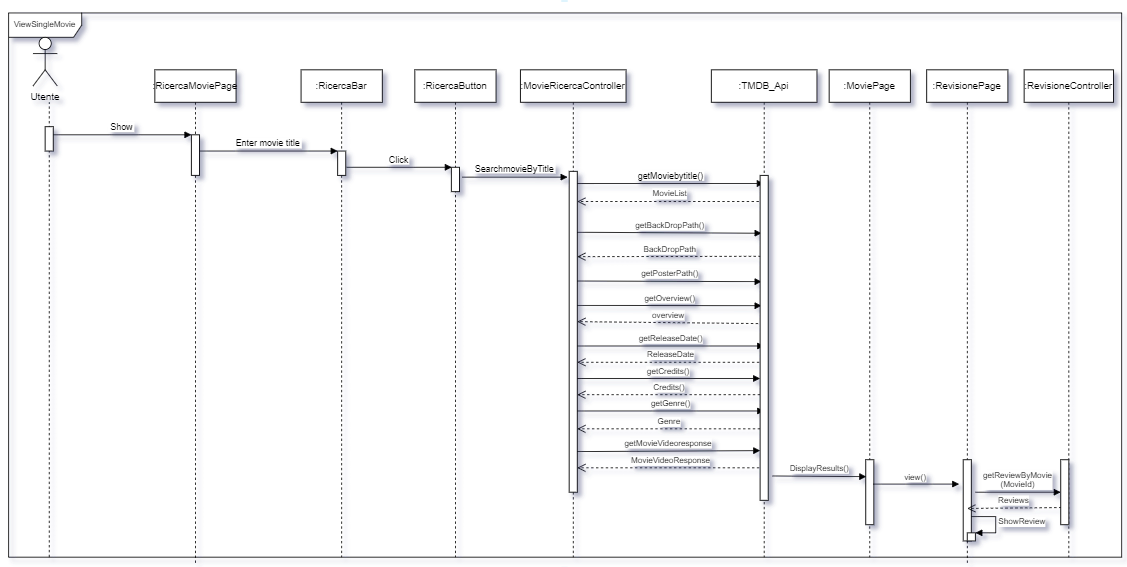 ViewSingleMovie
Utente
:RicercaMoviePage
:RicercaBar
:RicercaButton
:MovieRicercaController
:TMDB_Api
:MoviePage
:RevisionePage
:RevisioneController
Show
Enter movie title
Click
SearchmovieByTitle
getMoviebytitle()
MovieList
getBackDropPath()
BackDropPath
getPosterPath()
getOverview()
overview
getReleaseDate()
ReleaseDate
getCredits()
Credits()
getGenre()
Genre
getMovieVideoresponse
MovieVideoResponse
DisplayResults()
view()
getReviewByMovie
(MovieId)
Reviews
ShowReview